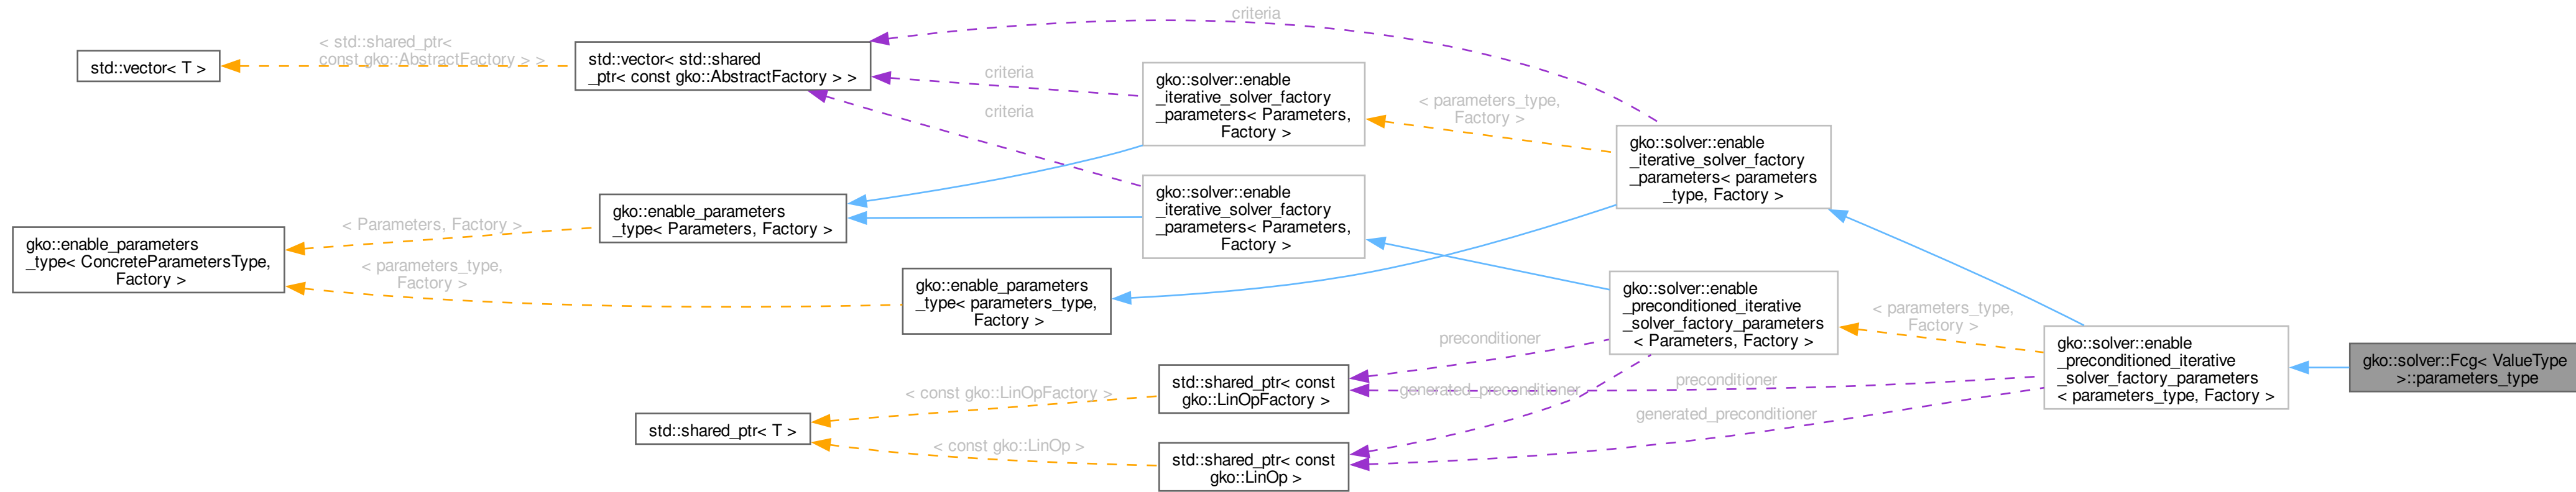 criteria
< std::shared_ptr<
const gko::AbstractFactory > >
std::vector< T >
std::vector< std::shared
_ptr< const gko::AbstractFactory > >
criteria
criteria
gko::solver::enable
_iterative_solver_factory
_parameters< Parameters,
Factory >
< parameters_type,
Factory >
gko::solver::enable
_iterative_solver_factory
_parameters< parameters
_type, Factory >
gko::solver::enable
_iterative_solver_factory
_parameters< Parameters,
Factory >
gko::enable_parameters
_type< Parameters, Factory >
< Parameters, Factory >
gko::enable_parameters
_type< ConcreteParametersType,
Factory >
< parameters_type,
Factory >
gko::enable_parameters
_type< parameters_type,
Factory >
gko::solver::enable
_preconditioned_iterative
_solver_factory_parameters
< Parameters, Factory >
< parameters_type,
Factory >
gko::solver::enable
_preconditioned_iterative
_solver_factory_parameters
< parameters_type, Factory >
gko::solver::Fcg< ValueType
>::parameters_type
preconditioner
generated_preconditioner
preconditioner
generated_preconditioner
std::shared_ptr< const
gko::LinOpFactory >
< const gko::LinOpFactory >
std::shared_ptr< T >
< const gko::LinOp >
std::shared_ptr< const
gko::LinOp >